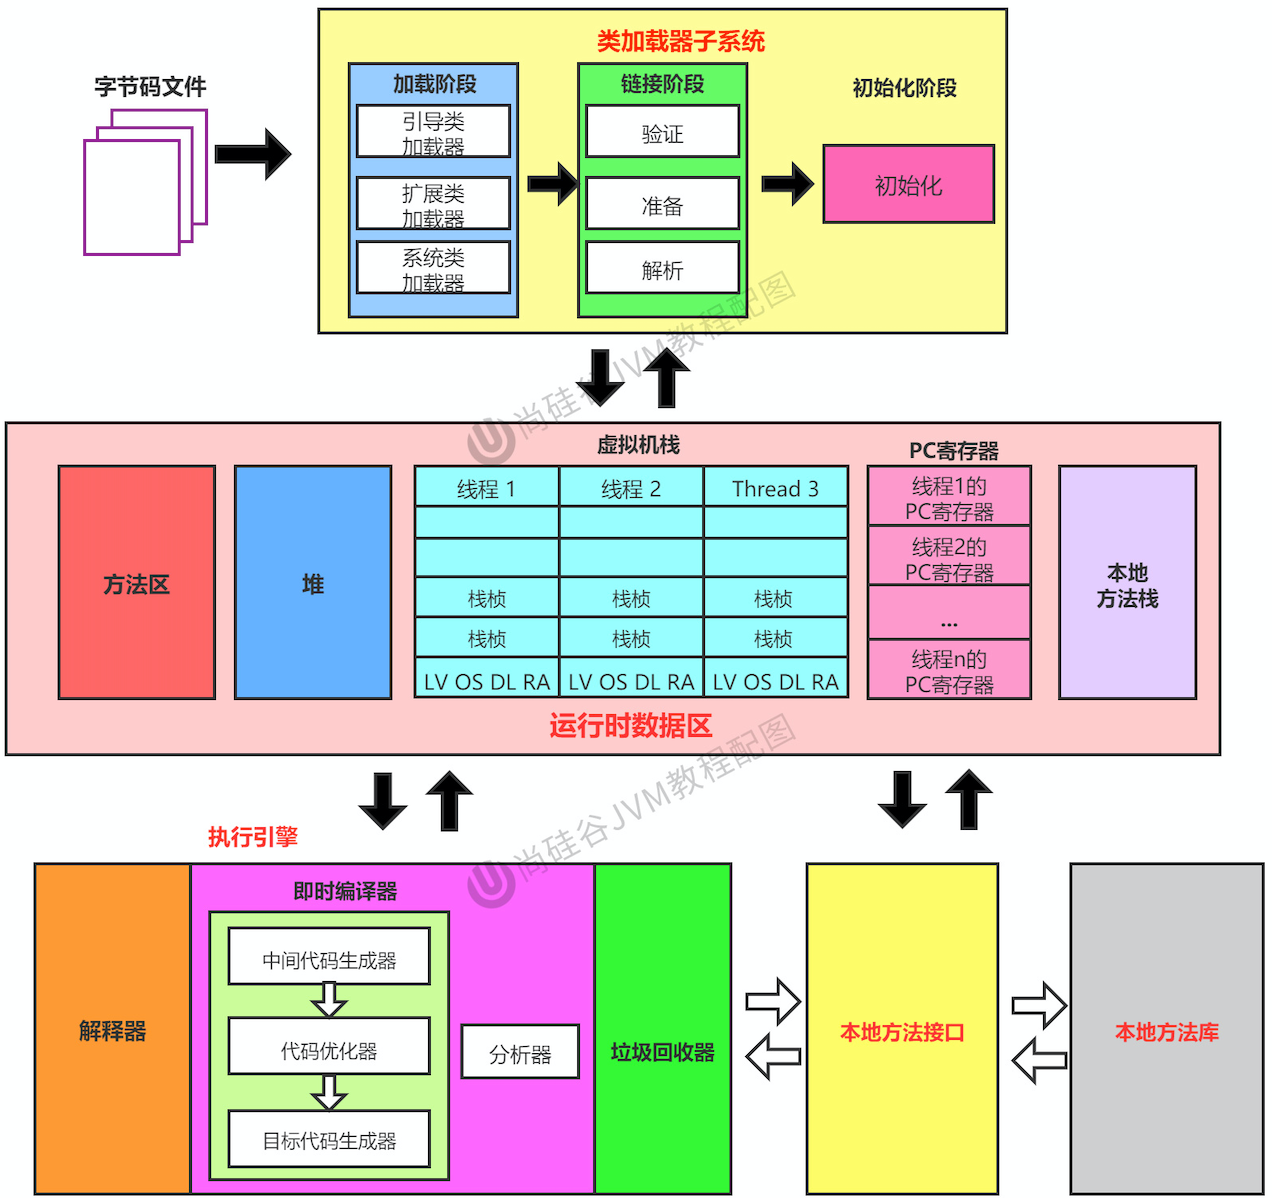 类加载器子系统
字节码文件
加载阶段
引导类
加载器
扩展类
加载器
系统类
加载器
链接阶段
验证
准备
解析
初始化阶段
初始化
尚硅谷JVM教程配图
方法区
堆
虚拟机栈
线程 1
线程 2
Thread 3
栈桢
栈桢
栈桢
栈桢
栈桢
栈桢
LV OS DL RA
LV OS DL RA
LV OS DL RA
PC寄存器
线程1的
PC寄存器
线程2的
PC寄存器
...
线程n的
PC寄存器
本地
方法栈
运行时数据区
尚硅谷JVM教程配图
执行引擎
解释器
即时编译器
中间代码生成器
代码优化器
目标代码生成器
分析器
垃圾回收器
本地方法接口
本地方法库